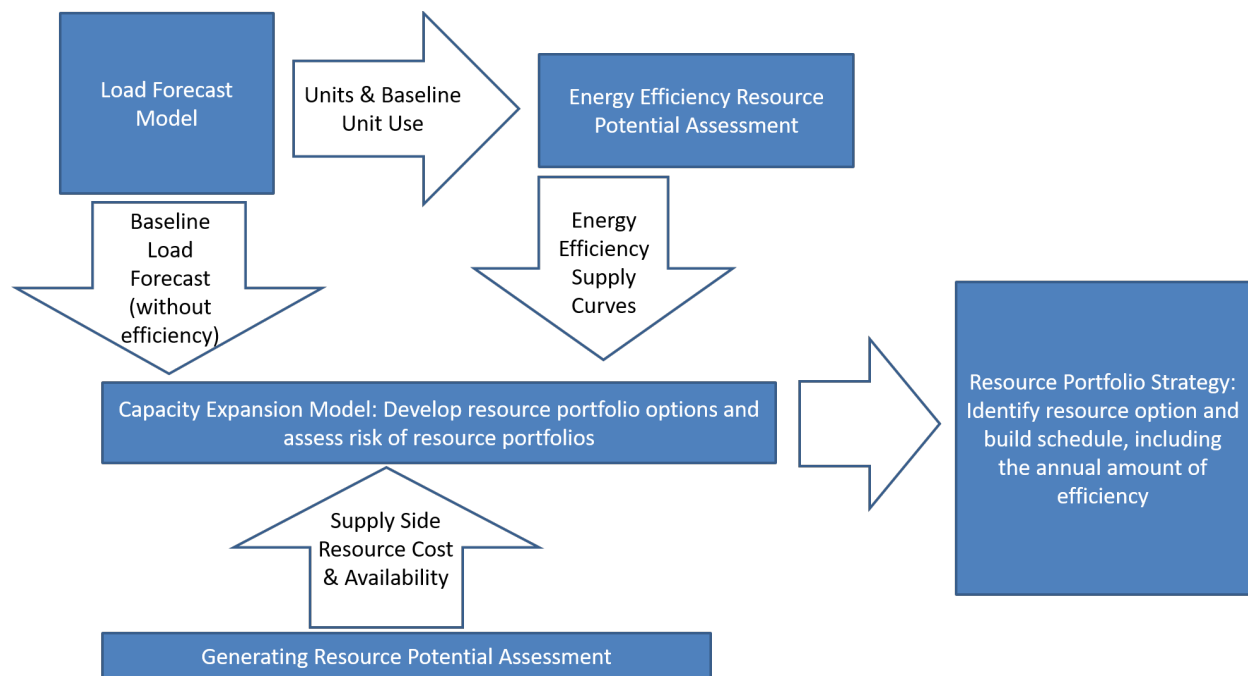 Load Forecast
Model
Units & Baseline
Unit Use
Energy Efficiency Resource
Potential Assessment
Baseline
Load
Forecast
(without
efficiency)
Energy
Efficiency
Supply
Curves
Capacity Expansion Model: Develop resource portfolio options and
assess risk of resource portfolios
Resource Portfolio Strategy:
Identify resource option and
build schedule, including
the annual amount of
efficiency
Supply Side
Resource Cost
& Availability
Generating Resource Potential Assessment